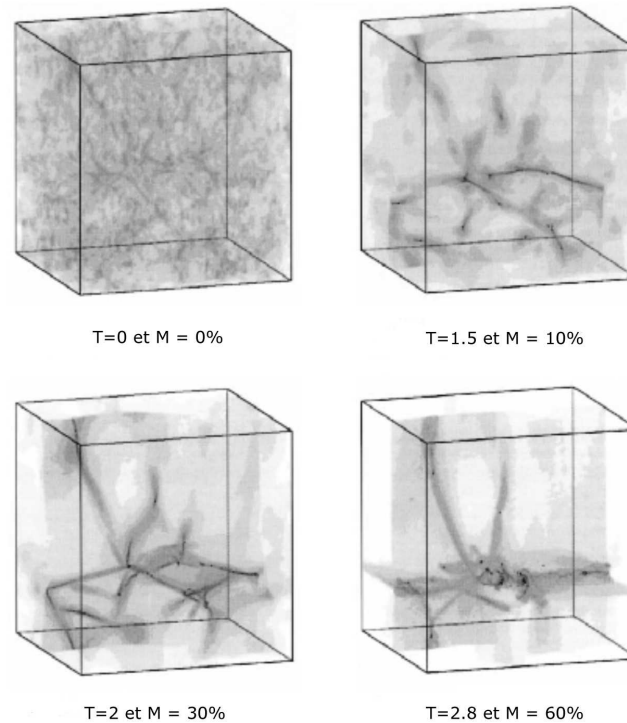 T=0 et M = 0%
T=1.5 et M = 10%
T=2 et M = 30%
T=2.8 et M = 60%